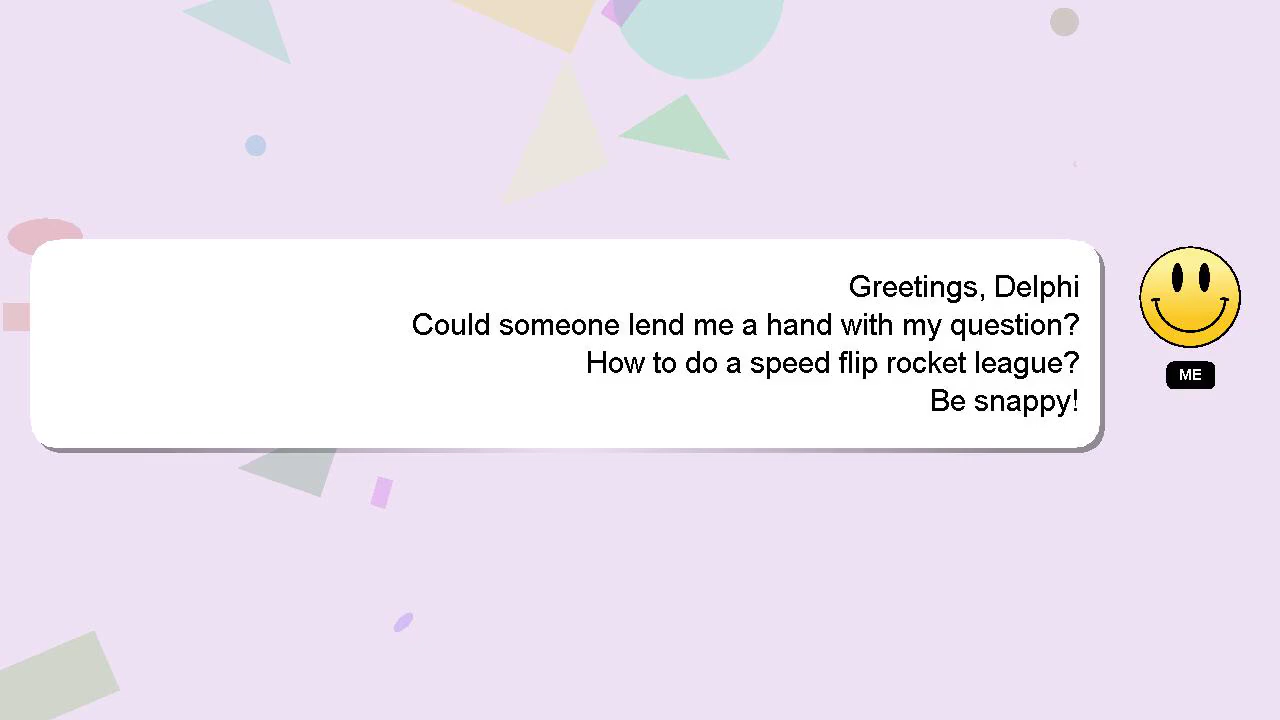 Greetings, Delphi
Could someone lend me a hand with my question?
How to do a speed flip rocket league?
Be snappy!
ME